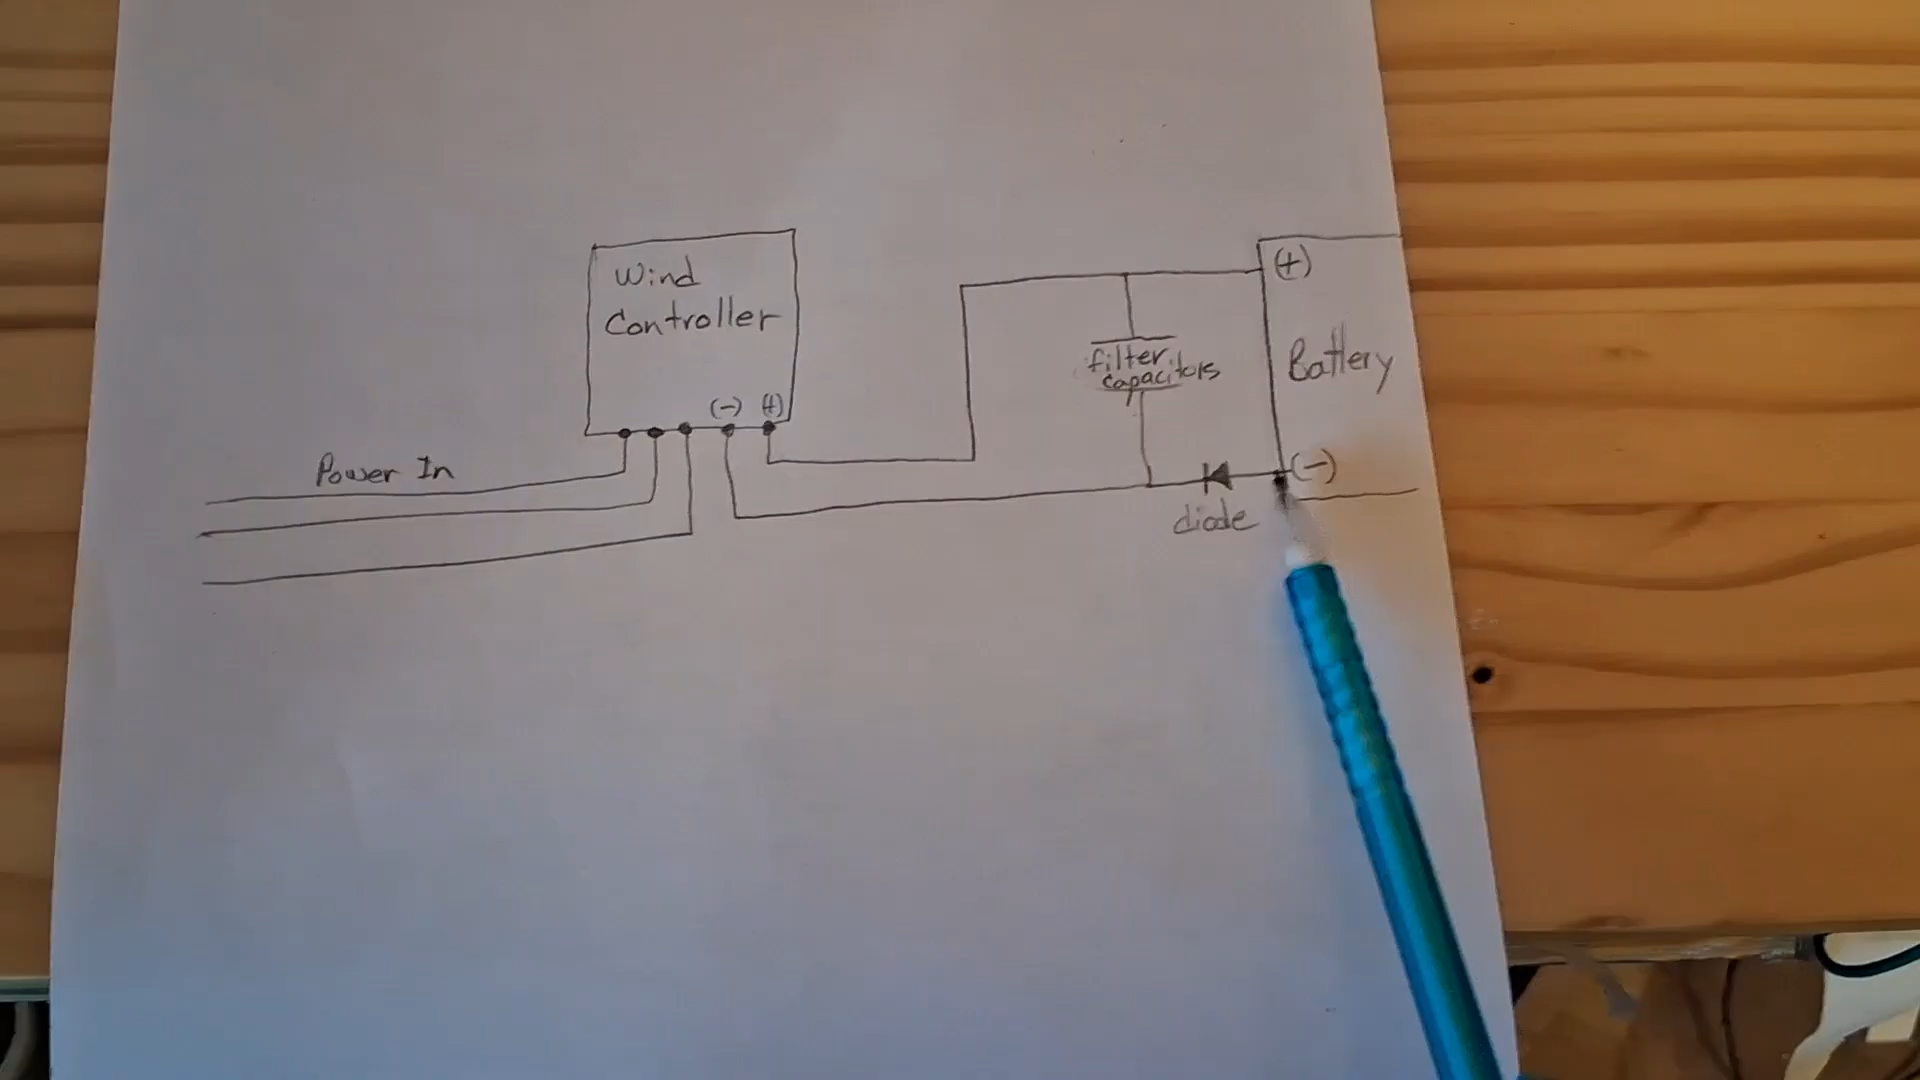 Wind
Controller
(-) (+)
Power In
filter
capacitors
(+)
Battery
(-)
diode